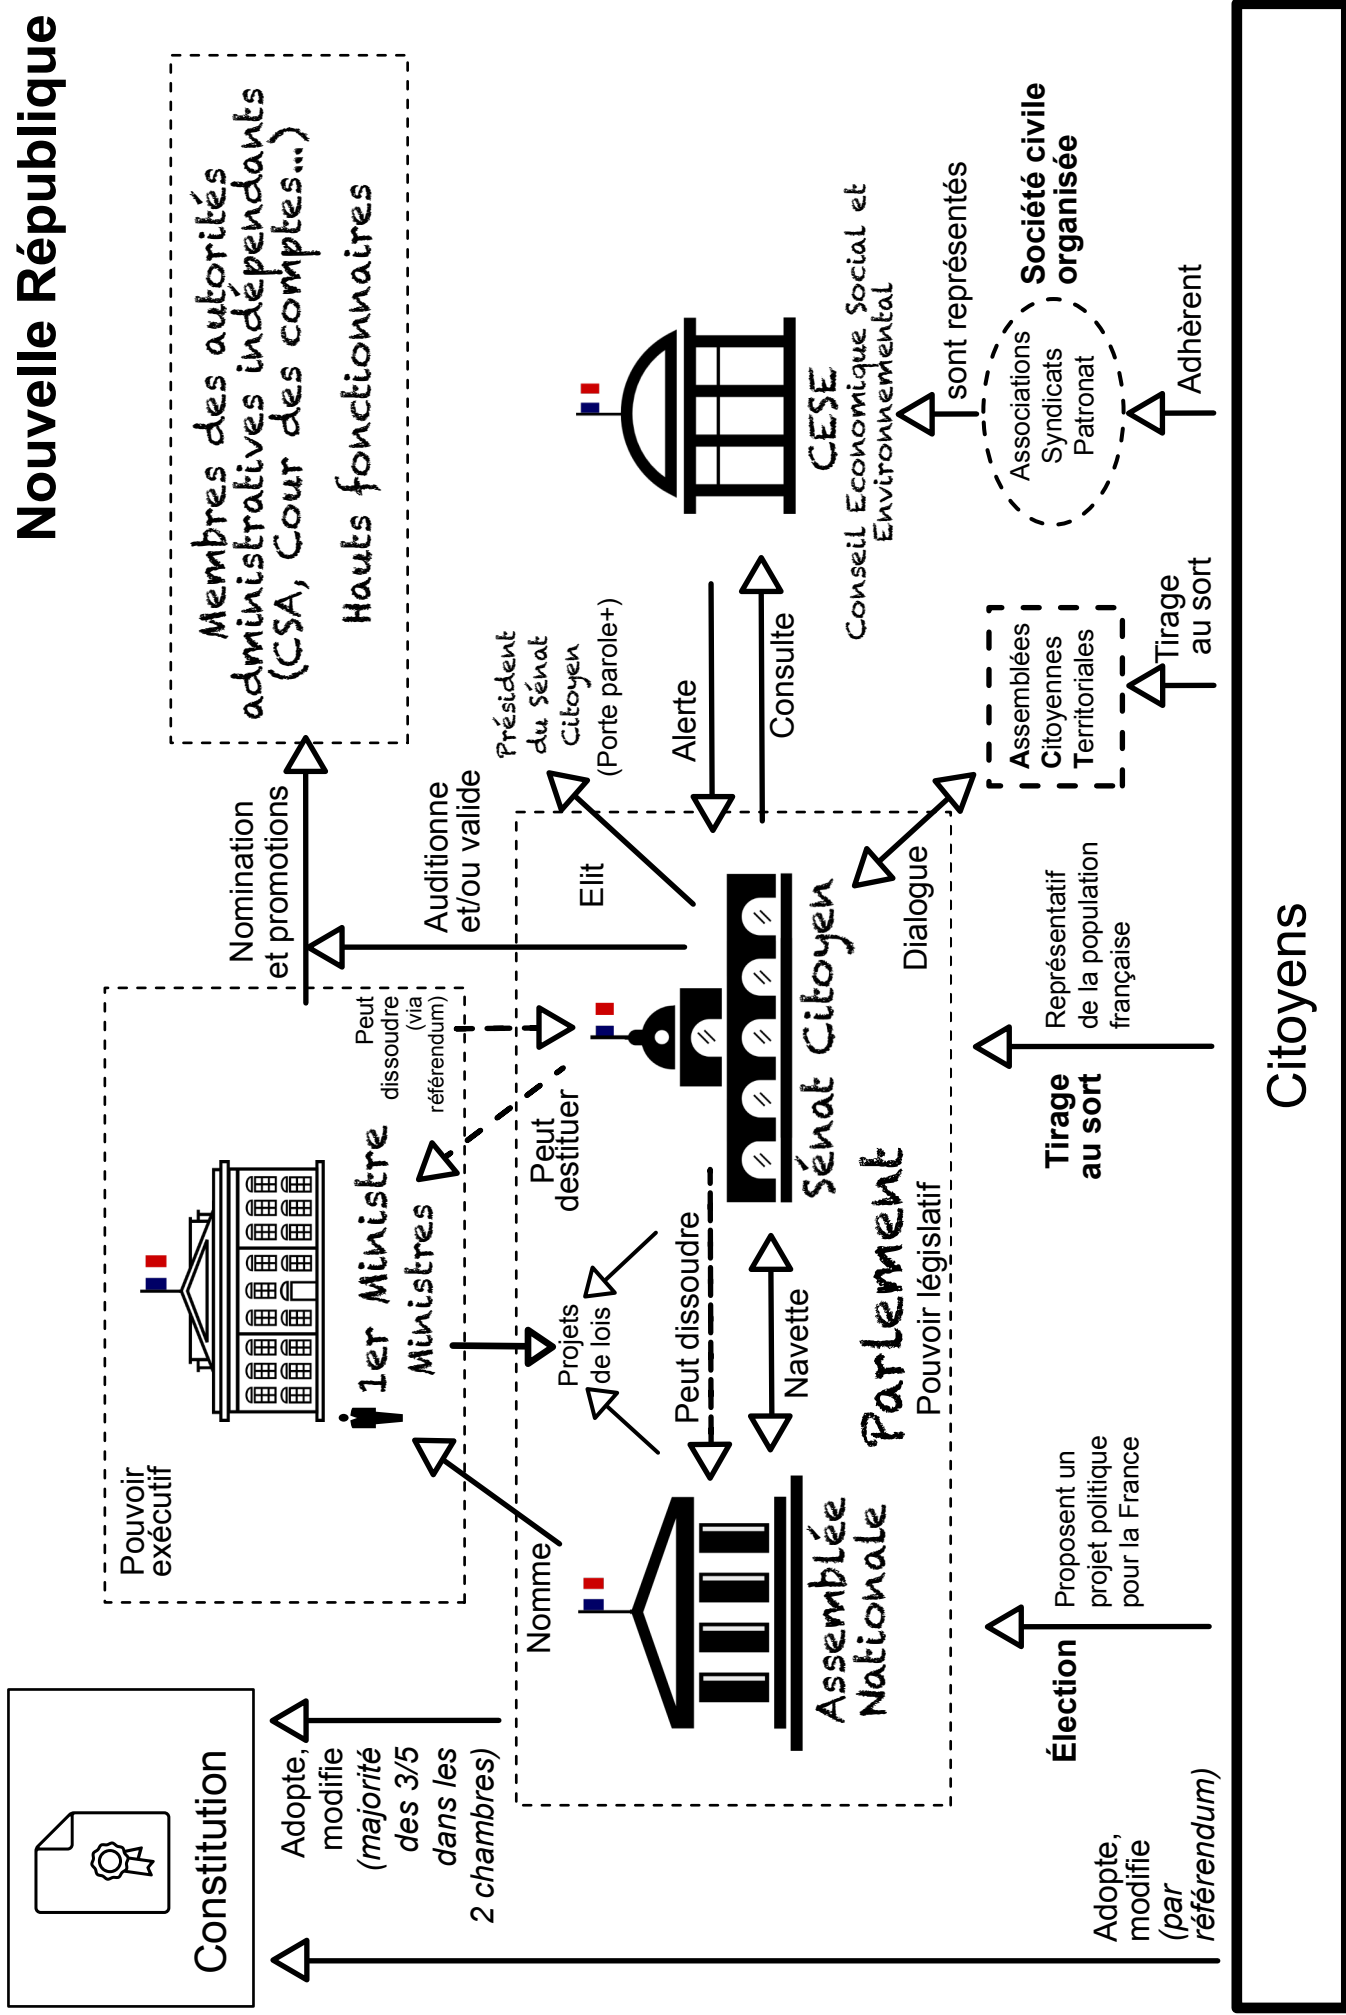 Nouvelle République
Constitution
Adopte,
modifie
(majorité
des 3/5
dans les
2 chambres)
Adopte,
modifie
(par
référendum)
Pouvoir
exécutif
1er Ministre
Ministres
Nomination
et promotions
Membres des autorités
administratives indépendants
(CSA, Cour des comptes...)
Hauts fonctionnaires
Peut
dissoudre
(via
référendum)
Auditionne
et/ou valide
Nomme
Peut
destituer
Projets
de lois
Elit
Président
du Sénat
Citoyen
(Porte parole+)
Peut dissoudre
Navette
Assemblée
Nationale
Sénat Citoyen
Parlement
Pouvoir législatif
Alerte
Consulte
CESE
Conseil Economique Social et
Environnemental
Dialogue
sont représentés
Société civile
organisée
Associations
Syndicats
Patronat
Adhèrent
Assemblées
Citoyennes
Territoriales
Tirage
au sort
Élection
Proposent un
projet politique
pour la France
Tirage
au sort
Représentatif
de la population
française
Citoyens